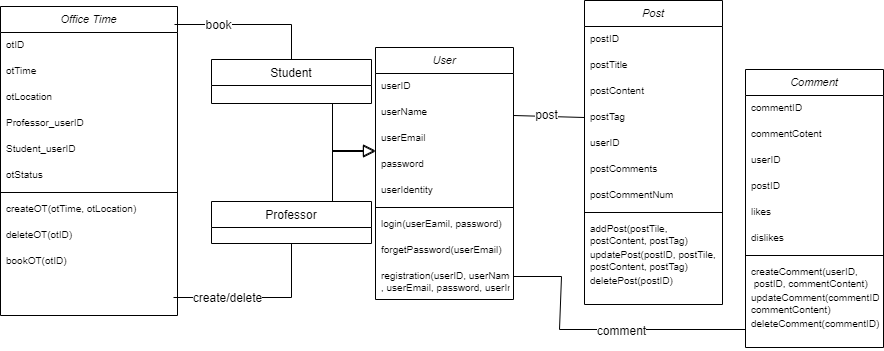 Office Time
otID
otTime
otLocation
Professor_userID
Student_userID
otStatus
createOT(otTime, otLocation)
deleteOT(otID)
bookOT(otID)
book
create/delete
Student
Professor
User
userID
userName
userEmail
password
userIdentity
login(userEamil, password)
forgetPassword(userEmail)
registration(userID, userNam
, userEmail, password, userI
post
comment
Post
postID
postTitle
postContent
postTag
userID
postComments
postCommentNum
addPost(postTile,
postContent, postTag)
updatePost(postID, postTile,
postContent, postTag)
deletePost(postID)
Comment
commentID
commentCotent
userID
postID
likes
dislikes
createComment(userID,
postID, commentContent)
updateComment(commentID
commentContent)
deleteComment(commentID)